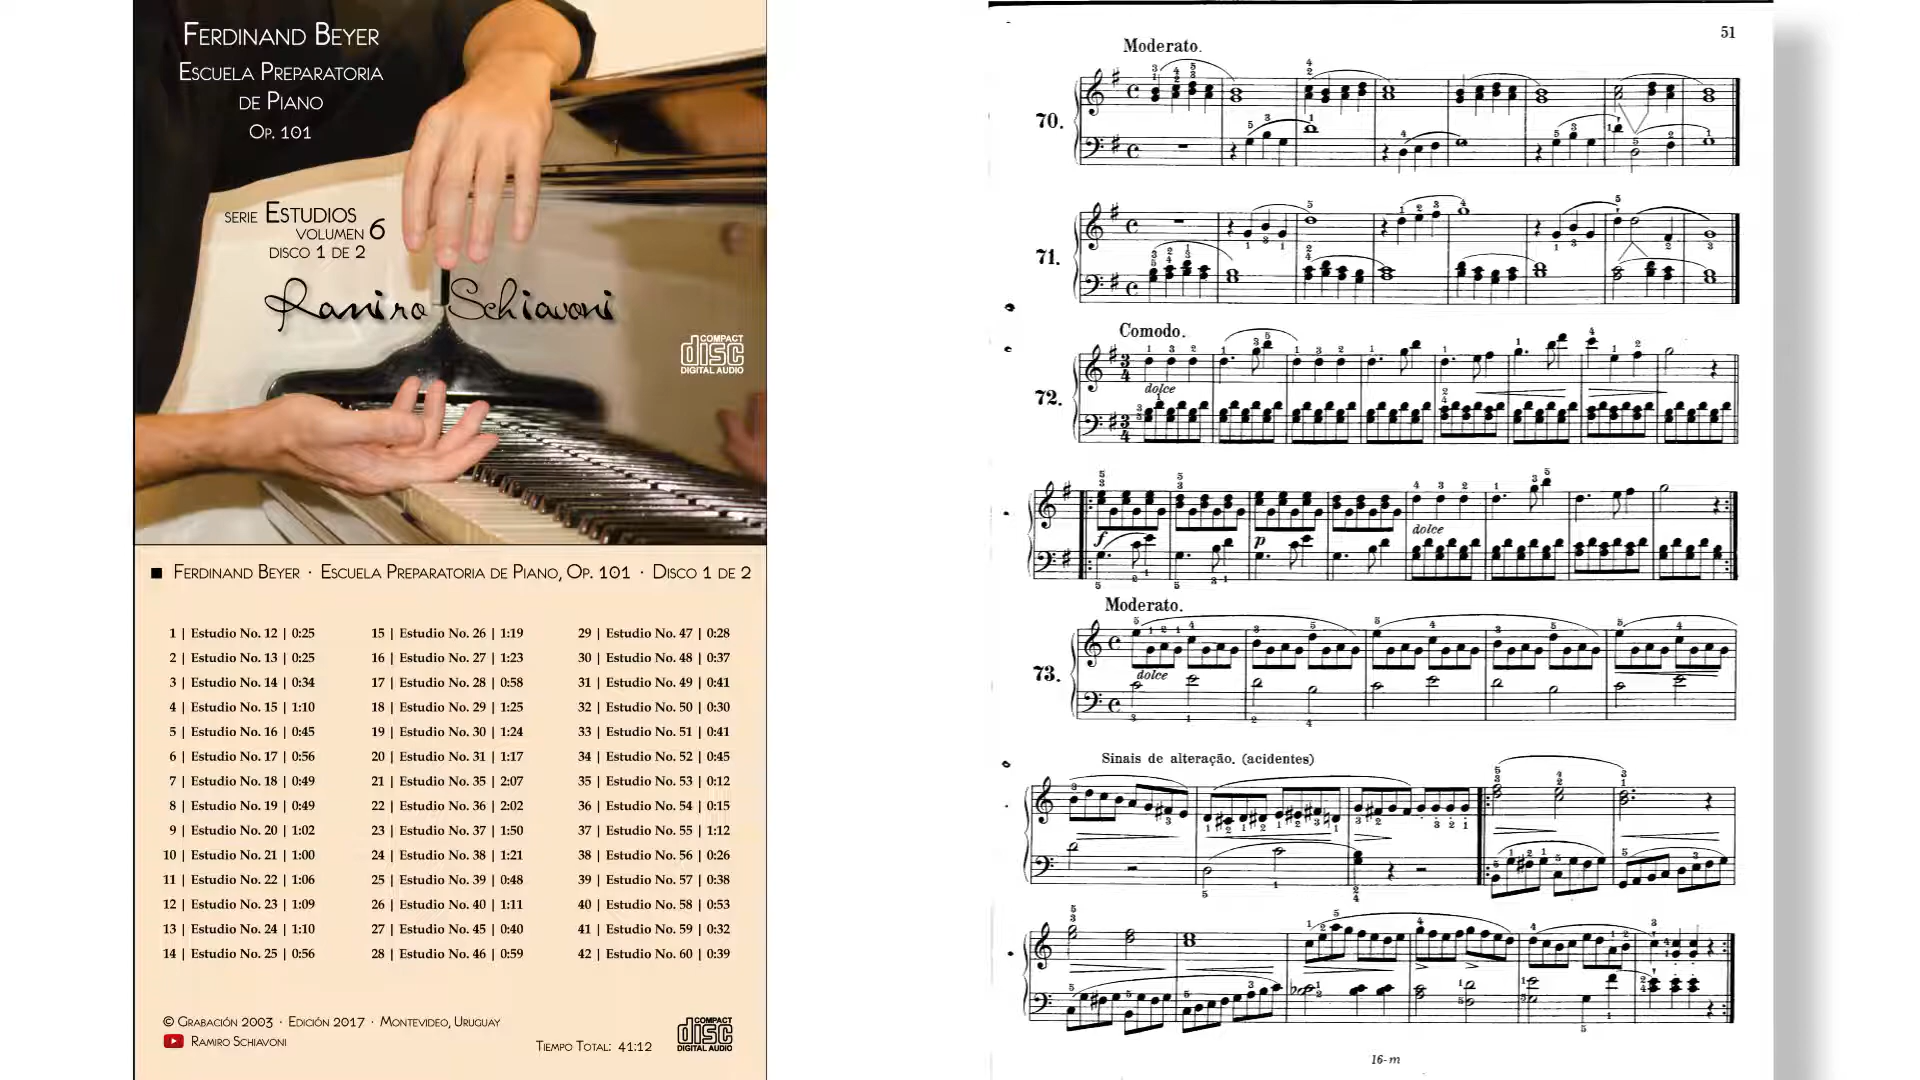 FERDINAND BEYER
ESCUELA PREPARATORIA
DE PIANO
OP. 101
SERIE ESTUDIOS
VOLUMEN 6
DISCO 1 DE 2
Ramiro Schiavoni
COMPACT
disc
DIGITAL AUDIO
■ FERDINAND BEYER · ESCUELA PREPARATORIA DE PIANO, OP. 101 · DISCO 1 DE 2
1 | Estudio No. 12 | 0:25
2 | Estudio No. 13 | 0:25
3 | Estudio No. 14 | 0:34
4 | Estudio No. 15 | 1:10
5 | Estudio No. 16 | 0:45
6 | Estudio No. 17 | 0:56
7 | Estudio No. 18 | 0:49
8 | Estudio No. 19 | 0:49
9 | Estudio No. 20 | 1:02
10 | Estudio No. 21 | 1:00
11 | Estudio No. 22 | 1:06
12 | Estudio No. 23 | 1:09
13 | Estudio No. 24 | 1:10
14 | Estudio No. 25 | 0:56
15 | Estudio No. 26 | 1:19
16 | Estudio No. 27 | 1:23
17 | Estudio No. 28 | 0:58
18 | Estudio No. 29 | 1:25
19 | Estudio No. 30 | 1:24
20 | Estudio No. 31 | 1:17
21 | Estudio No. 35 | 2:07
22 | Estudio No. 36 | 2:02
23 | Estudio No. 37 | 1:50
24 | Estudio No. 38 | 1:21
25 | Estudio No. 39 | 0:48
26 | Estudio No. 40 | 1:11
27 | Estudio No. 45 | 0:40
28 | Estudio No. 46 | 0:59
29 | Estudio No. 47 | 0:28
30 | Estudio No. 48 | 0:37
31 | Estudio No. 49 | 0:41
32 | Estudio No. 50 | 0:30
33 | Estudio No. 51 | 0:41
34 | Estudio No. 52 | 0:45
35 | Estudio No. 53 | 0:12
36 | Estudio No. 54 | 0:15
37 | Estudio No. 55 | 1:12
38 | Estudio No. 56 | 0:26
39 | Estudio No. 57 | 0:38
40 | Estudio No. 58 | 0:53
41 | Estudio No. 59 | 0:32
42 | Estudio No. 60 | 0:39
© GRABACIÓN 2003 · EDICIÓN 2017 · MONTEVIDEO, URUGUAY
RAMIRO SCHIAVONI
TIEMPO TOTAL: 41:12
COMPACT
disc
DIGITAL AUDIO
51
Moderato.
70.
71.
Comodo.
dolce
72.
f
p
dolce
Moderato.
73.
dolce
Sinais de alteração. (acidentes)
16-m